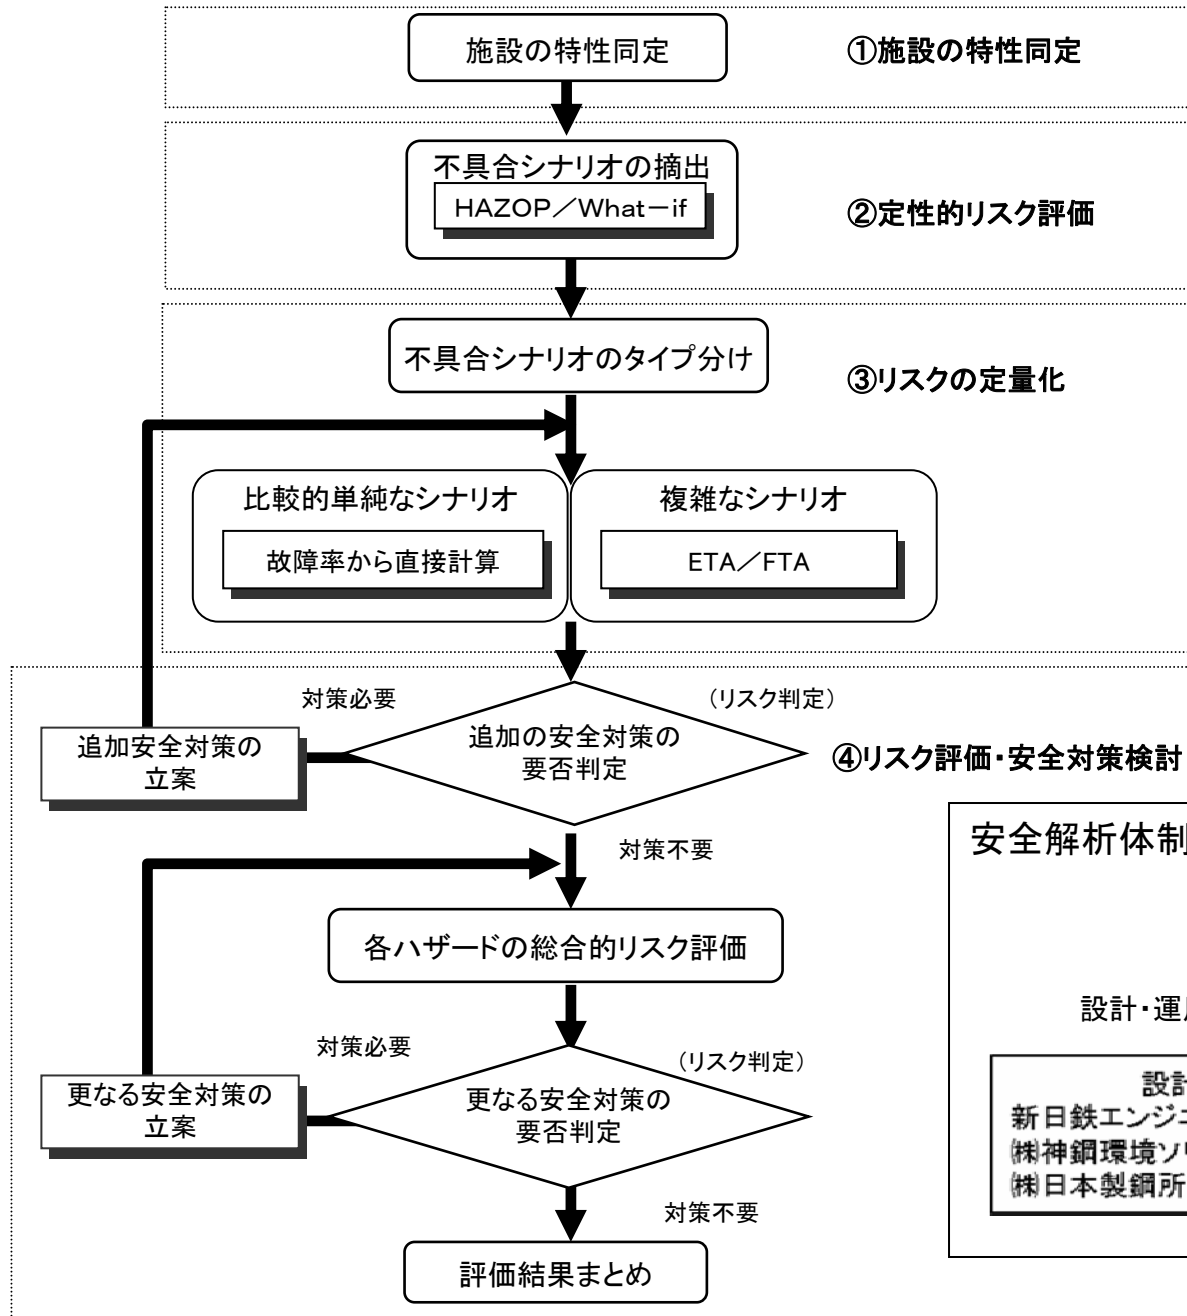 施設の特性同定
①施設の特性同定
不具合シナリオの摘出
HAZOP／What－if
②定性的リスク評価
不具合シナリオのタイプ分け
③リスクの定量化
比較的単純なシナリオ
故障率から直接計算
複雑なシナリオ
ETA／FTA
対策必要
（リスク判定）
追加安全対策の
立案
追加の安全対策の
要否判定
④リスク評価・安全対策検討
対策不要
安全解析体制
各ハザードの総合的リスク評価
設計・運
対策必要
（リスク判定）
更なる安全対策の
立案
更なる安全対策の
要否判定
設計
新日鉄エンジニ
㈱神鋼環境ソリ
㈱日本製鋼所
対策不要
評価結果まとめ